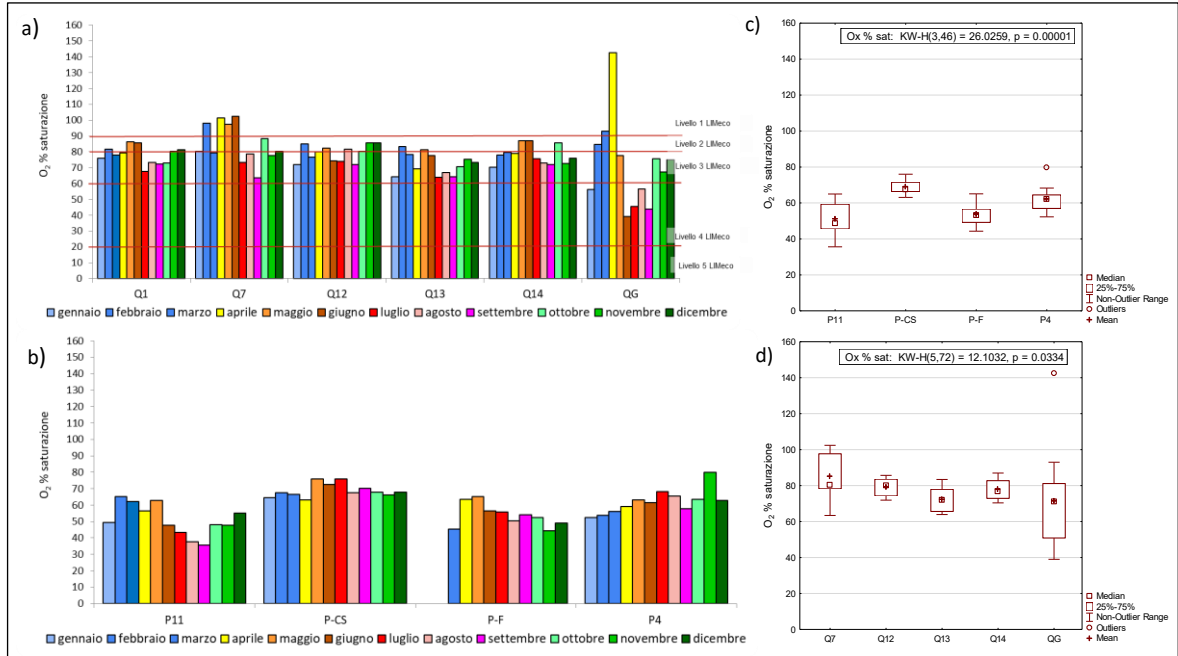 a)
O2 % saturazione
160
150
140
130
120
110
100
90
80
70
60
50
40
30
20
10
0
Livello 1 LIMeco
Livello 2 LIMeco
Livello 3 LIMeco
Livello 4 LIMeco
Livello 5 LIMeco
Q1 Q7 Q12 Q13 Q14 QG
gennaio febbraio marzo aprile maggio giugno luglio agosto settembre ottobre novembre dicembre
b)
O2 % saturazione
160
150
140
130
120
110
100
90
80
70
60
50
40
30
20
10
0
P11 P-CS P-F P4
gennaio febbraio marzo aprile maggio giugno luglio agosto settembre ottobre novembre dicembre
c)
Ox % sat: KW-H(3,46) = 26.0259, p = 0.00001
O2 % saturazione
160
140
120
100
80
60
40
20
0
P11 P-CS P-F P4
Median
25%-75%
Non-Outlier Range
Outliers
Mean
d)
Ox % sat: KW-H(5,72) = 12.1032, p = 0.0334
O2 % saturazione
160
140
120
100
80
60
40
20
0
Q7 Q12 Q13 Q14 QG
Median
25%-75%
Non-Outlier Range
Outliers
Mean